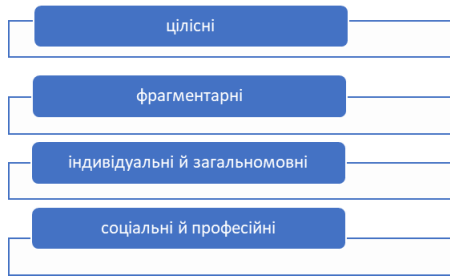 цілісні
фрагментарні
індивідуальні й загальномовні
соціальні й професійні